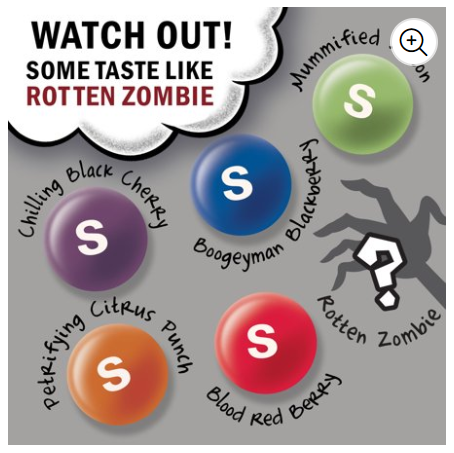 WATCH OUT!
SOME TASTE LIKE
ROTTEN ZOMBIE
Mummified
S
S
Chilling Black Cherry
S
Boogeyman Blackberry
?
Rotten Zombie
Petrifying Citrus Punch
S
S
Blood Red Berry